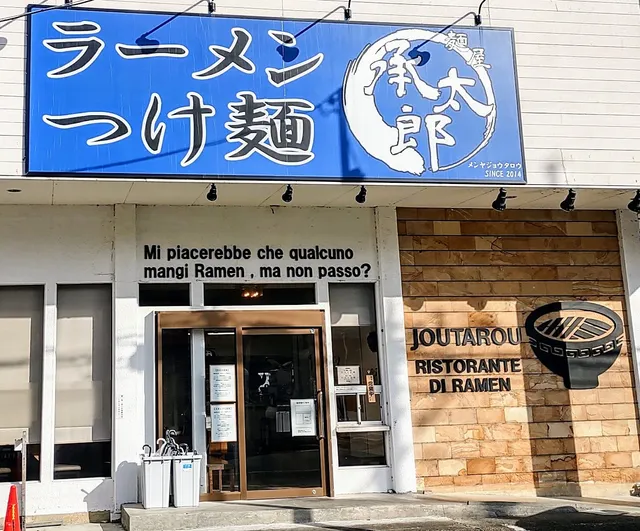 ラーメン
つけ麺
麺屋
承太郎
メンヤジョウタロウ
SINCE 2014
Mi piacerebbe che qualcuno
mangi Ramen , ma non passo?
JOUTAROU
RISTORANTE
DI RAMEN